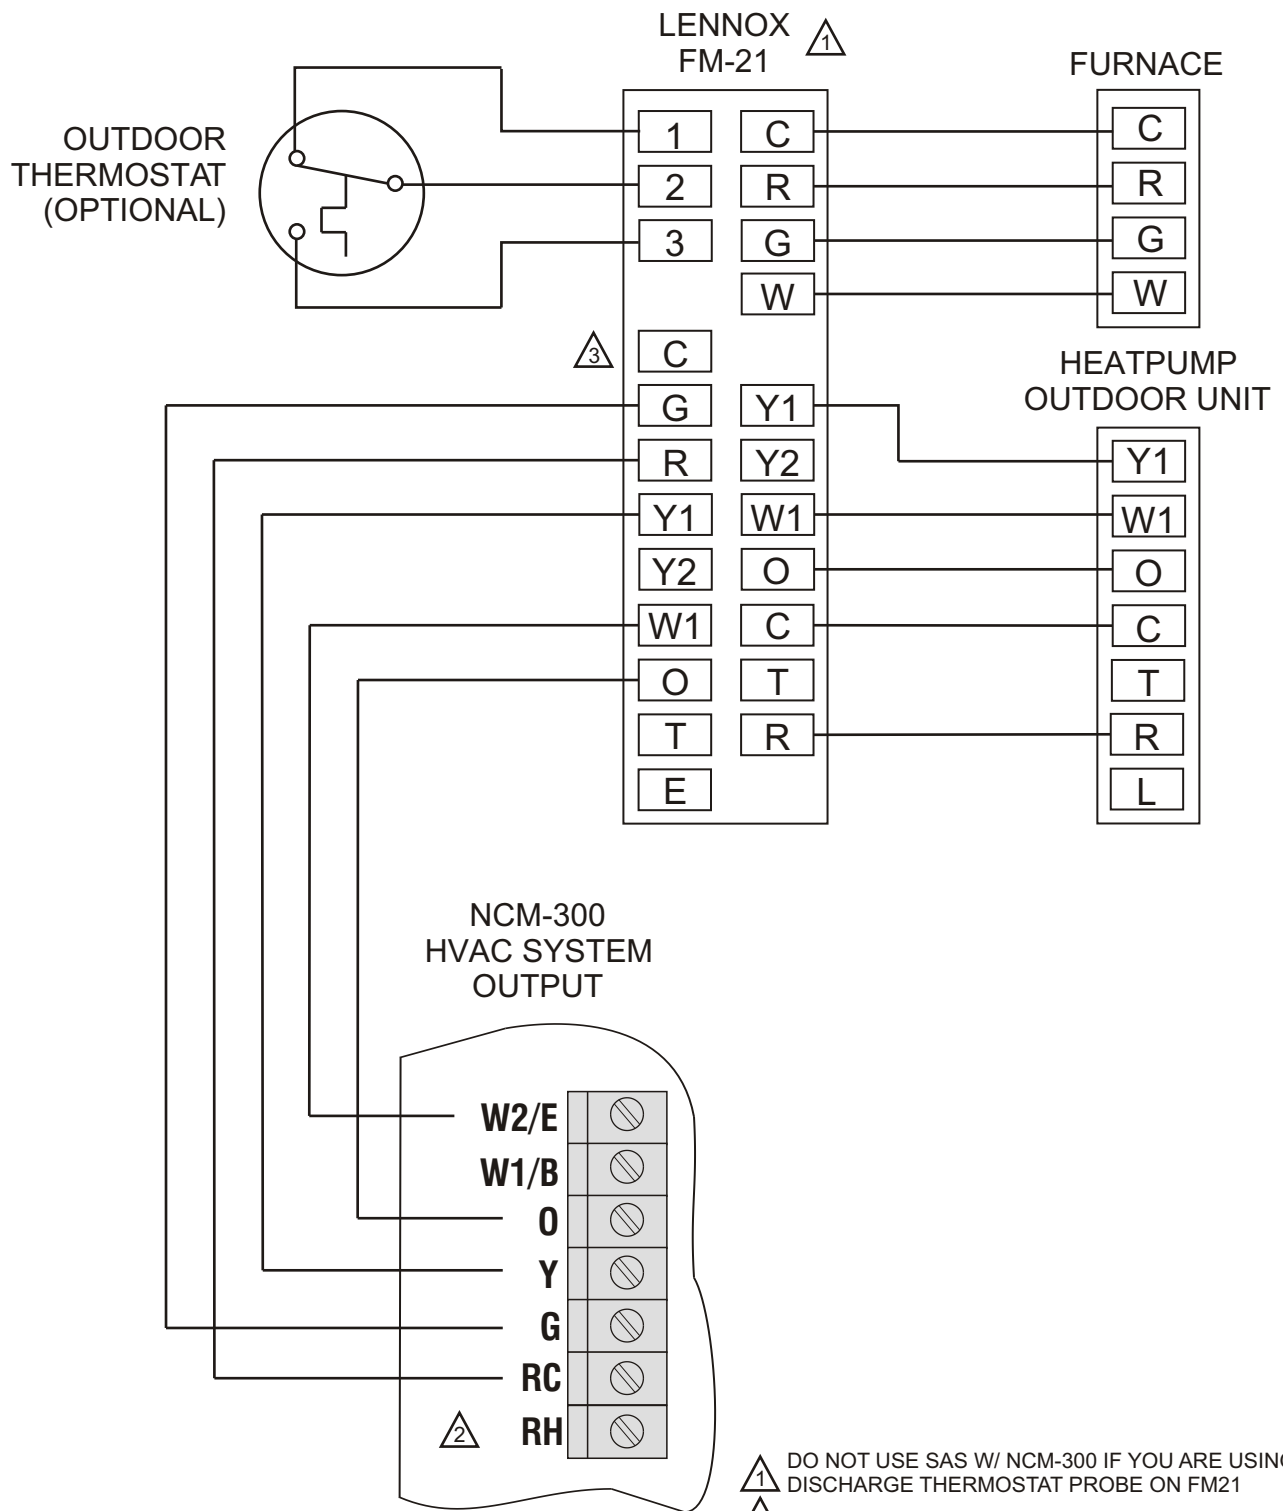 LENNOX
FM-21
1
FURNACE
OUTDOOR
THERMOSTAT
(OPTIONAL)
1
2
3
C
R
G
W
C
R
G
W
3
C
G
R
Y1
Y2
W1
O
T
E
Y1
Y2
W1
O
C
T
R
HEATPUMP
OUTDOOR UNIT
Y1
W1
O
C
T
R
L
NCM-300
HVAC SYSTEM
OUTPUT
W2/E
W1/B
O
Y
G
RC
2
RH
1
DO NOT USE SAS W/ NCM-300 IF YOU ARE USING
DISCHARGE THERMOSTAT PROBE ON FM21